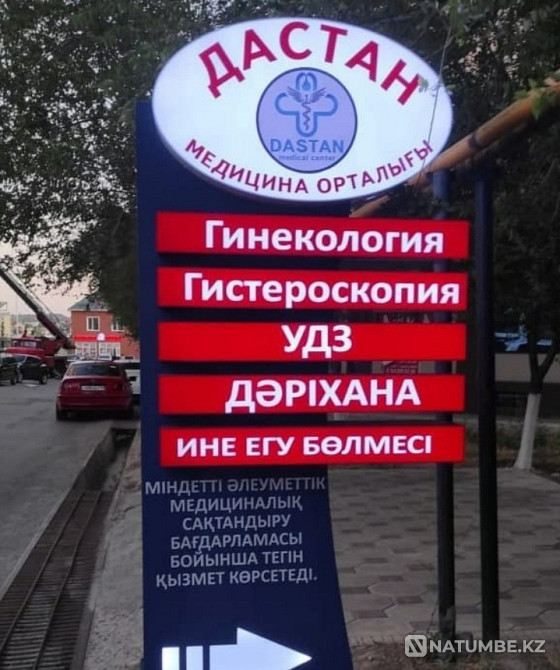 ДАСТАН
DASTAN
medical center
МЕДИЦИНА ОРТАЛЫҒЫ
Гинекология
Гистероскопия
УДЗ
ДӘРІХАНА
ИНЕ ЕГУ БӨЛМЕСІ
МІНДЕТТІ ӘЛЕУМЕТТІК
МЕДИЦИНАЛЫҚ
САҚТАНДЫРУ
БАҒДАРЛАМАСЫ
БОЙЫНША ТЕГІН
ҚЫЗМЕТ КӨРСЕТЕДІ.
NATUMBE.KZ